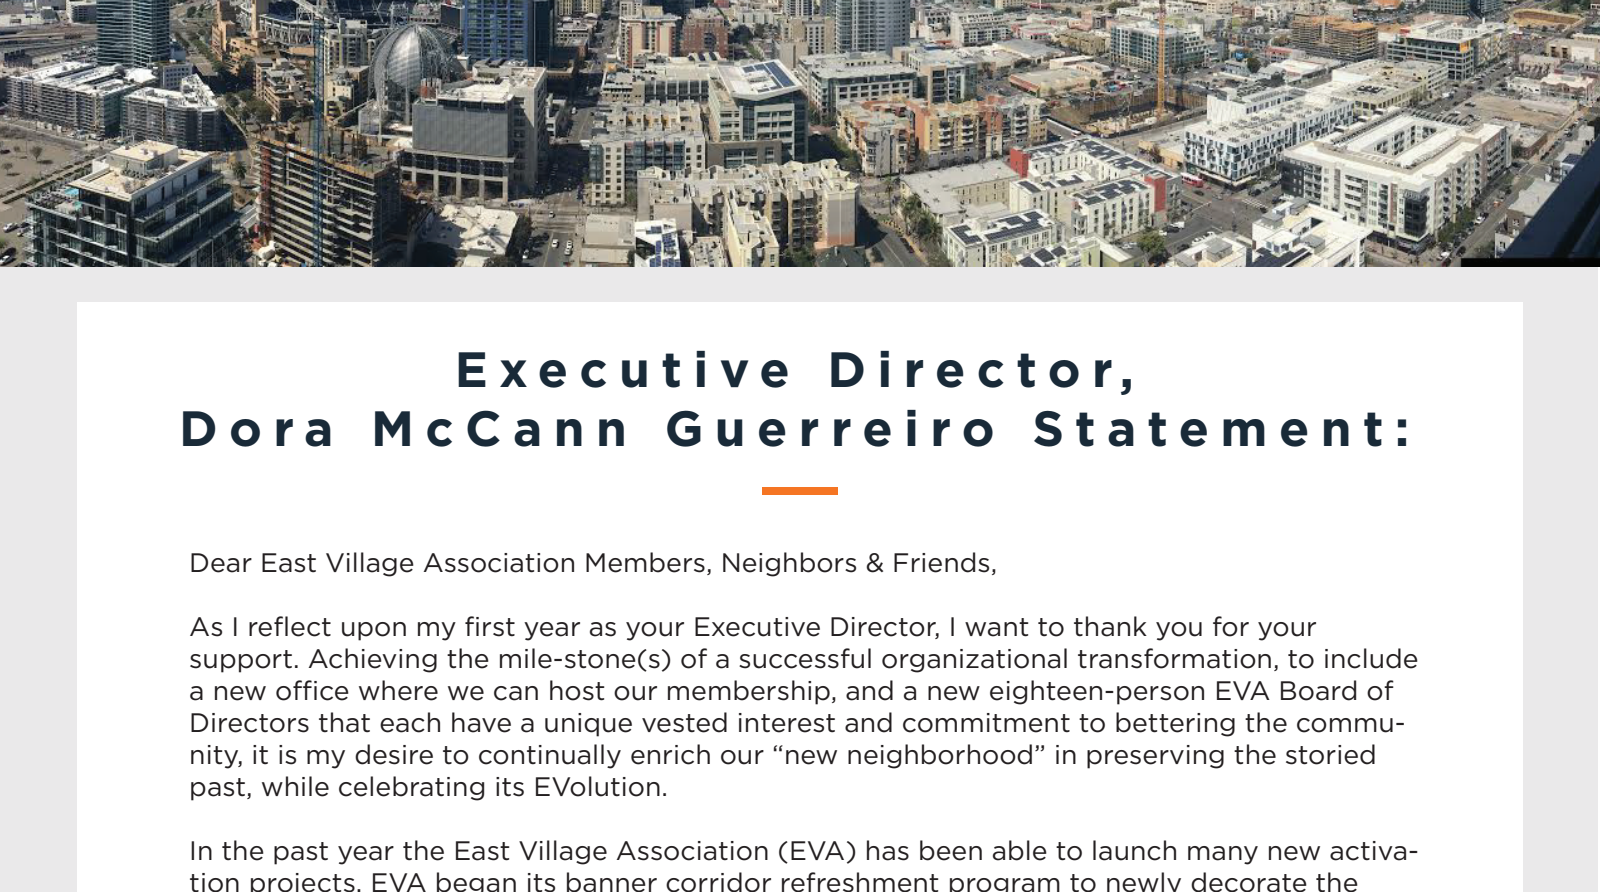 Executive Director,
Dora McCann Guerreiro Statement:
Dear East Village Association Members, Neighbors & Friends,
As I reflect upon my first year as your Executive Director, I want to thank you for your
support. Achieving the mile-stone(s) of a successful organizational transformation, to include
a new office where we can host our membership, and a new eighteen-person EVA Board of
Directors that each have a unique vested interest and commitment to bettering the commu-
nity, it is my desire to continually enrich our “new neighborhood” in preserving the storied
past, while celebrating its EVolution.
In the past year the East Village Association (EVA) has been able to launch many new activa-
tion projects. EVA began its banner corridor refreshment program to newly decorate the